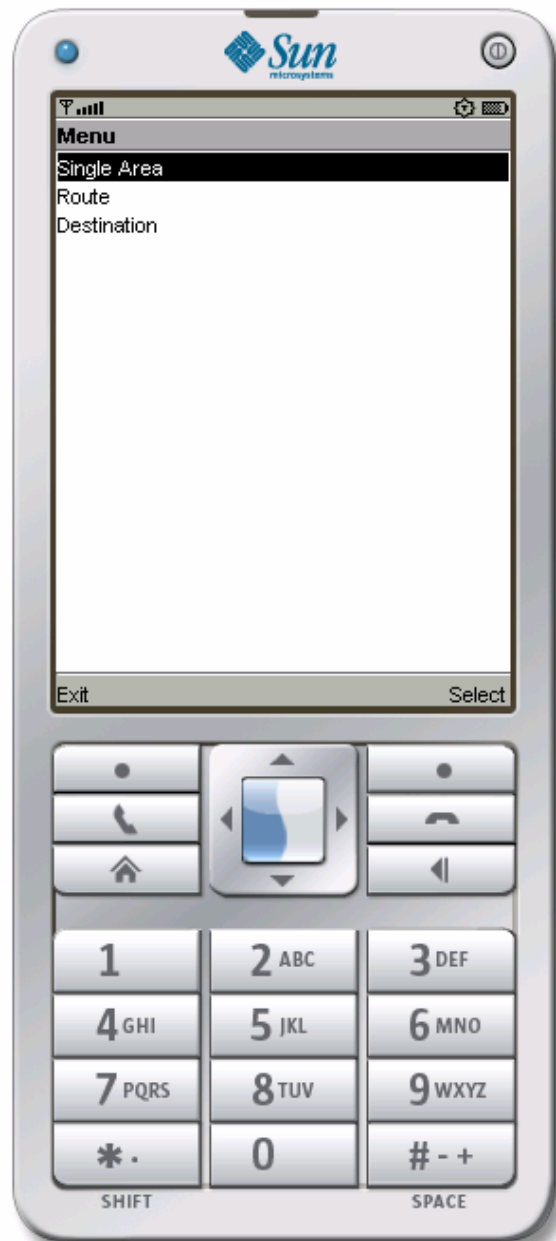 Sun
microsystems
Menu
Single Area
Route
Destination
Exit Select
1 2 ABC 3 DEF
4 GHI 5 JKL 6 MNO
7 PQRS 8 TUV 9 WXYZ
* . 0 # - +
SHIFT SPACE